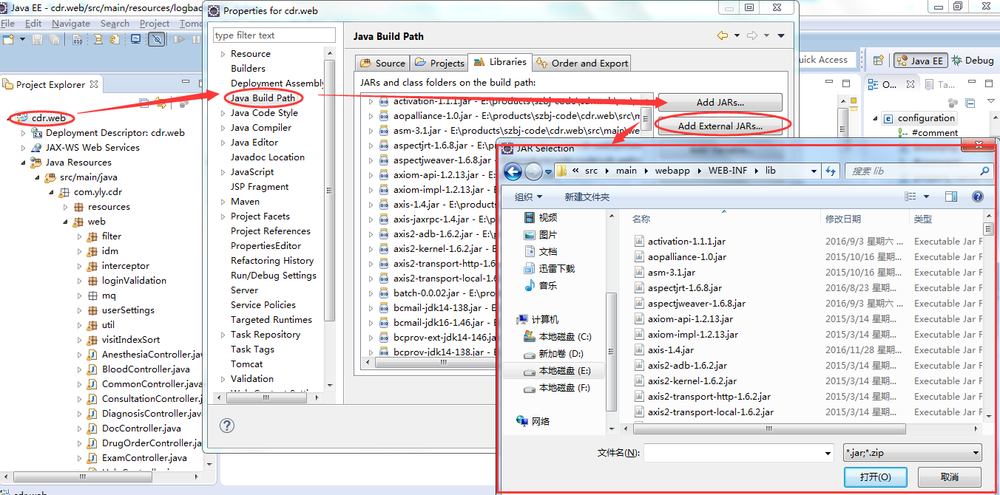 Java EE - cdr.web/src/main/resources/logbac
File Edit Navigate Search Project Tomc
Quick Access
Java EE
Debug
Project Explorer
cdr.web
Deployment Descriptor: cdr.web
JAX-WS Web Services
Java Resources
src/main/java
com.yly.cdr
resources
web
filter
idm
interceptor
loginValidation
mq
userSettings
util
visitIndexSort
AnesthesiaController.jav
BloodController.java
CommonController.java
ConsultationController.j
DiagnosisController.java
DocController.java
DrugOrderController.ja
ExamController.java
cdr.web
Properties for cdr.web
type filter text
Resource
Builders
Deployment Assembly
Java Build Path
Java Code Style
Java Compiler
Java Editor
Javadoc Location
JavaScript
JSP Fragment
Maven
Project Facets
Project References
PropertiesEditor
Refactoring History
Run/Debug Settings
Server
Service Policies
Targeted Runtimes
Task Repository
Task Tags
Tomcat
Validation
Java Build Path
Source
Projects
Libraries
Order and Export
JARs and class folders on the build path:
activation-1.1.1.jar - E:\products\szbj-code\cdr.web\src\m
aopalliance-1.0.jar - E:\products\szbj-code\cdr.web\src\m
asm-3.1.jar - E:\products\szbj-code\cdr.web\src\main\we
aspectjrt-1.6.8.jar
aspectjweaver-1.6.8.jar
axiom-api-1.2.13.jar - E:
axiom-impl-1.2.13.jar - E
axis-1.4.jar - E:\products
axis-jaxrpc-1.4.jar - E:\p
axis2-adb-1.6.2.jar - E:\
axis2-kernel-1.6.2.jar -
axis2-transport-http-1.6
axis2-transport-local-1.6
batch-0.0.02.jar - E:\pro
bcmail-jdk14-138.jar - E
bcmail-jdk16-1.46.jar - E
bcprov-ext-jdk14-146.ja
bcprov-jdk14-138.jar - E
Add JARs...
Add External JARs...
O...
Ta...
configuration
#comment
JAR Selection
« src
main
webapp
WEB-INF
lib
搜索 lib
组织
新建文件夹
视频
图片
文档
迅雷下载
音乐
计算机
本地磁盘 (C:)
新加卷 (D:)
本地磁盘 (E:)
本地磁盘 (F:)
网络
名称 修改日期 类型
activation-1.1.1.jar 2016/9/3 星期六 ... Executable Jar F
aopalliance-1.0.jar 2015/10/16 星期... Executable Jar F
asm-3.1.jar 2015/10/16 星期... Executable Jar F
aspectjrt-1.6.8.jar 2016/8/23 星期... Executable Jar F
aspectjweaver-1.6.8.jar 2016/9/3 星期六 ... Executable Jar F
axiom-api-1.2.13.jar 2015/3/14 星期... Executable Jar F
axiom-impl-1.2.13.jar 2015/3/14 星期... Executable Jar F
axis-1.4.jar 2016/11/28 星期... Executable Jar F
axis2-adb-1.6.2.jar 2015/3/14 星期... Executable Jar F
axis2-kernel-1.6.2.jar 2015/3/14 星期... Executable Jar F
axis2-transport-http-1.6.2.jar 2015/3/14 星期... Executable Jar F
axis2-transport-local-1.6.2.jar 2015/3/14 星期... Executable Jar F
文件名(N):
*.jar;*.zip
打开(O)
取消